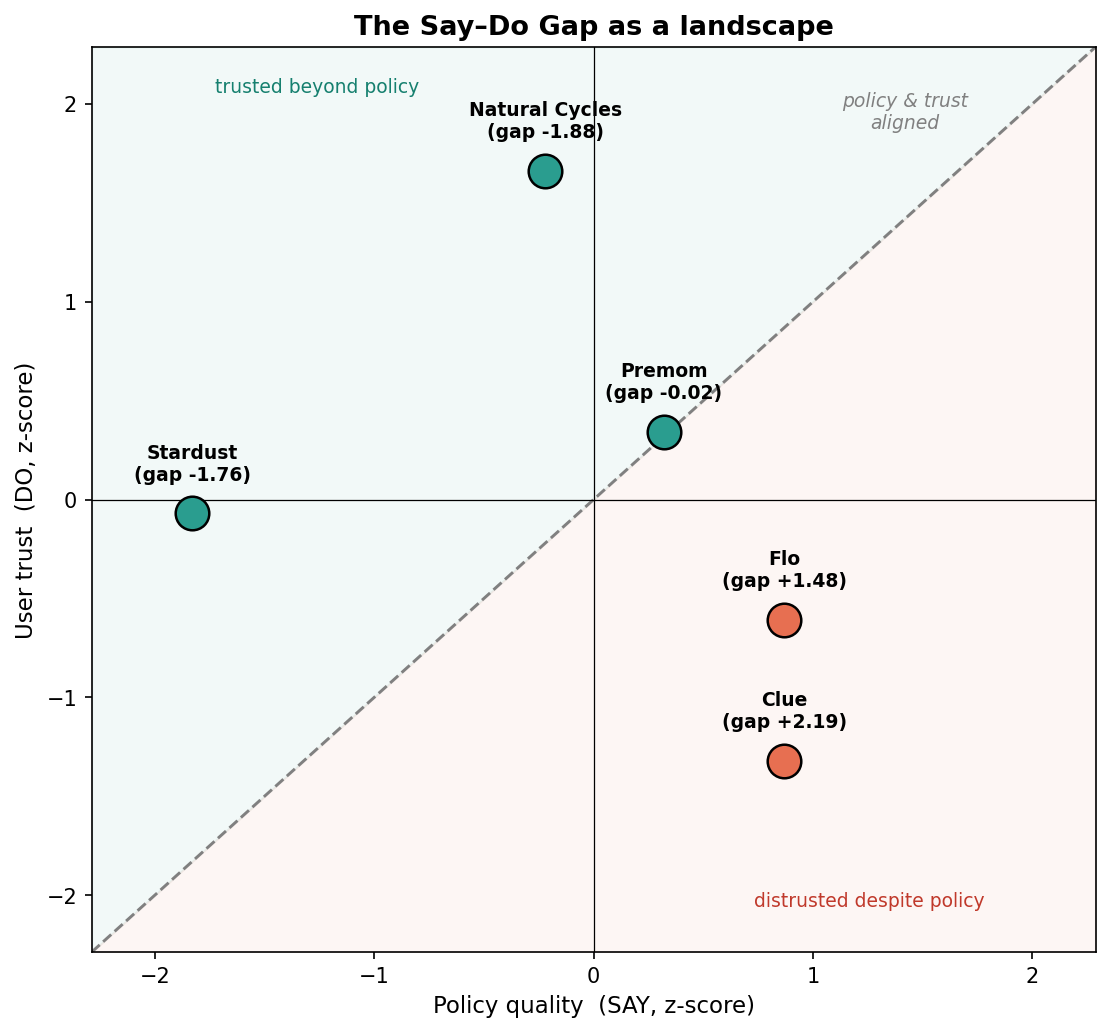 The Say–Do Gap as a landscape
trusted beyond policy
policy & trust
aligned
Natural Cycles
(gap -1.88)
Premom
(gap -0.02)
Stardust
(gap -1.76)
Flo
(gap +1.48)
Clue
(gap +2.19)
distrusted despite policy
User trust  (DO, z-score)
2
1
0
−1
−2
−2
−1
0
1
2
Policy quality  (SAY, z-score)